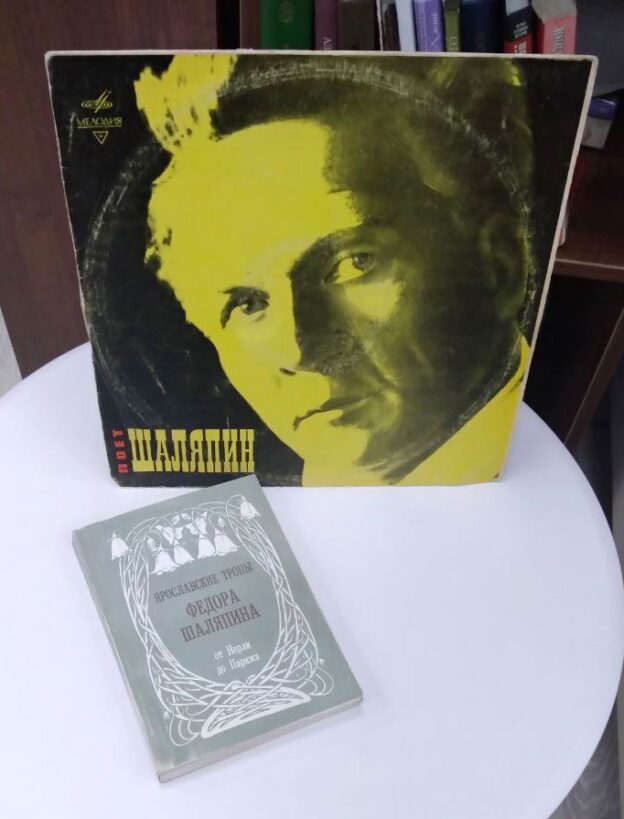 МЕЛОДИЯ
ПОЕТ
ШАЛЯПИН
ЯРОСЛАВСКИЕ ТРОПЫ
ФЕДОРА
ШАЛЯПИНА
от Нерли
до Парижа